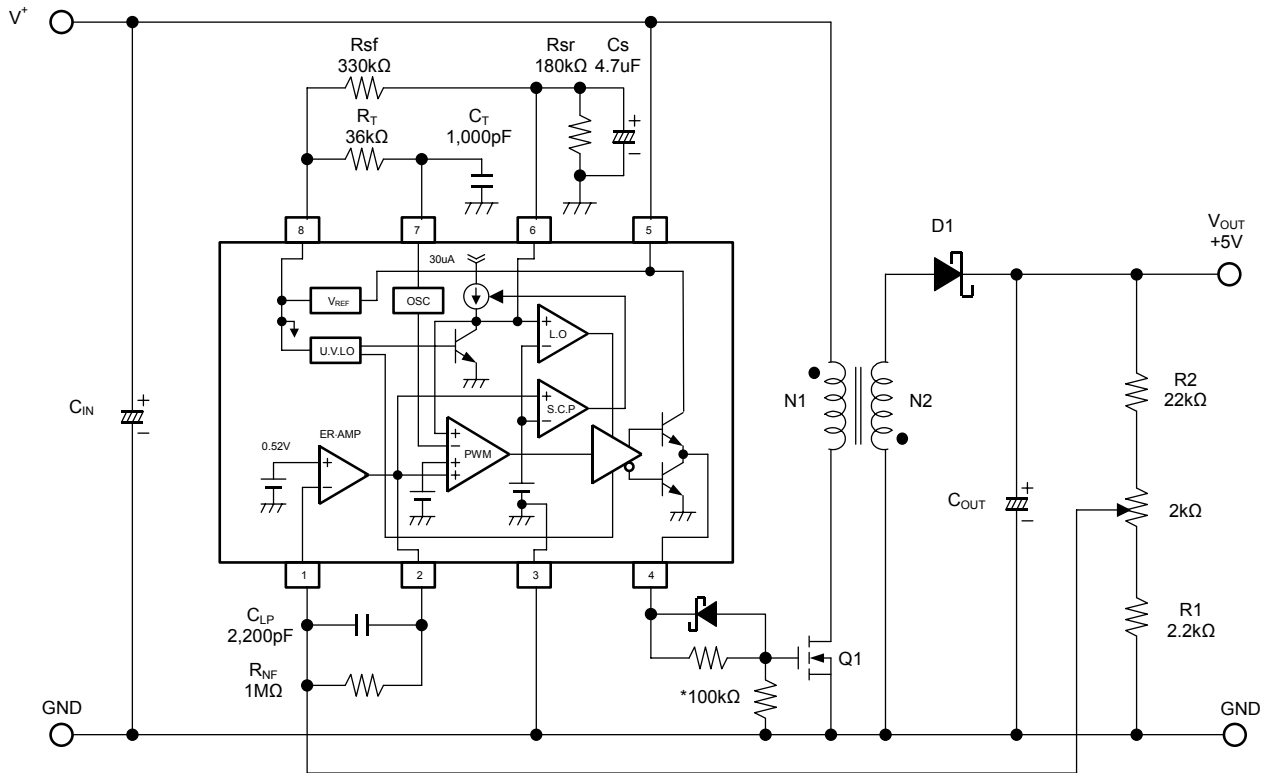 V+
Rsf
330kΩ
Rsr
180kΩ
Cs
4.7uF
RT
36kΩ
CT
1,000pF
+
−
8
7
6
5
30uA
VREF
OSC
U.V.LO
+
L.O
−
+
S.C.P
−
0.52V
ER·AMP
+
−
+
−
+
+
PWM
1
2
3
4
CIN
+
−
CLP
2,200pF
RNF
1MΩ
*100kΩ
Q1
N1
N2
D1
VOUT
+5V
R2
22kΩ
COUT
+
−
2kΩ
R1
2.2kΩ
GND
GND